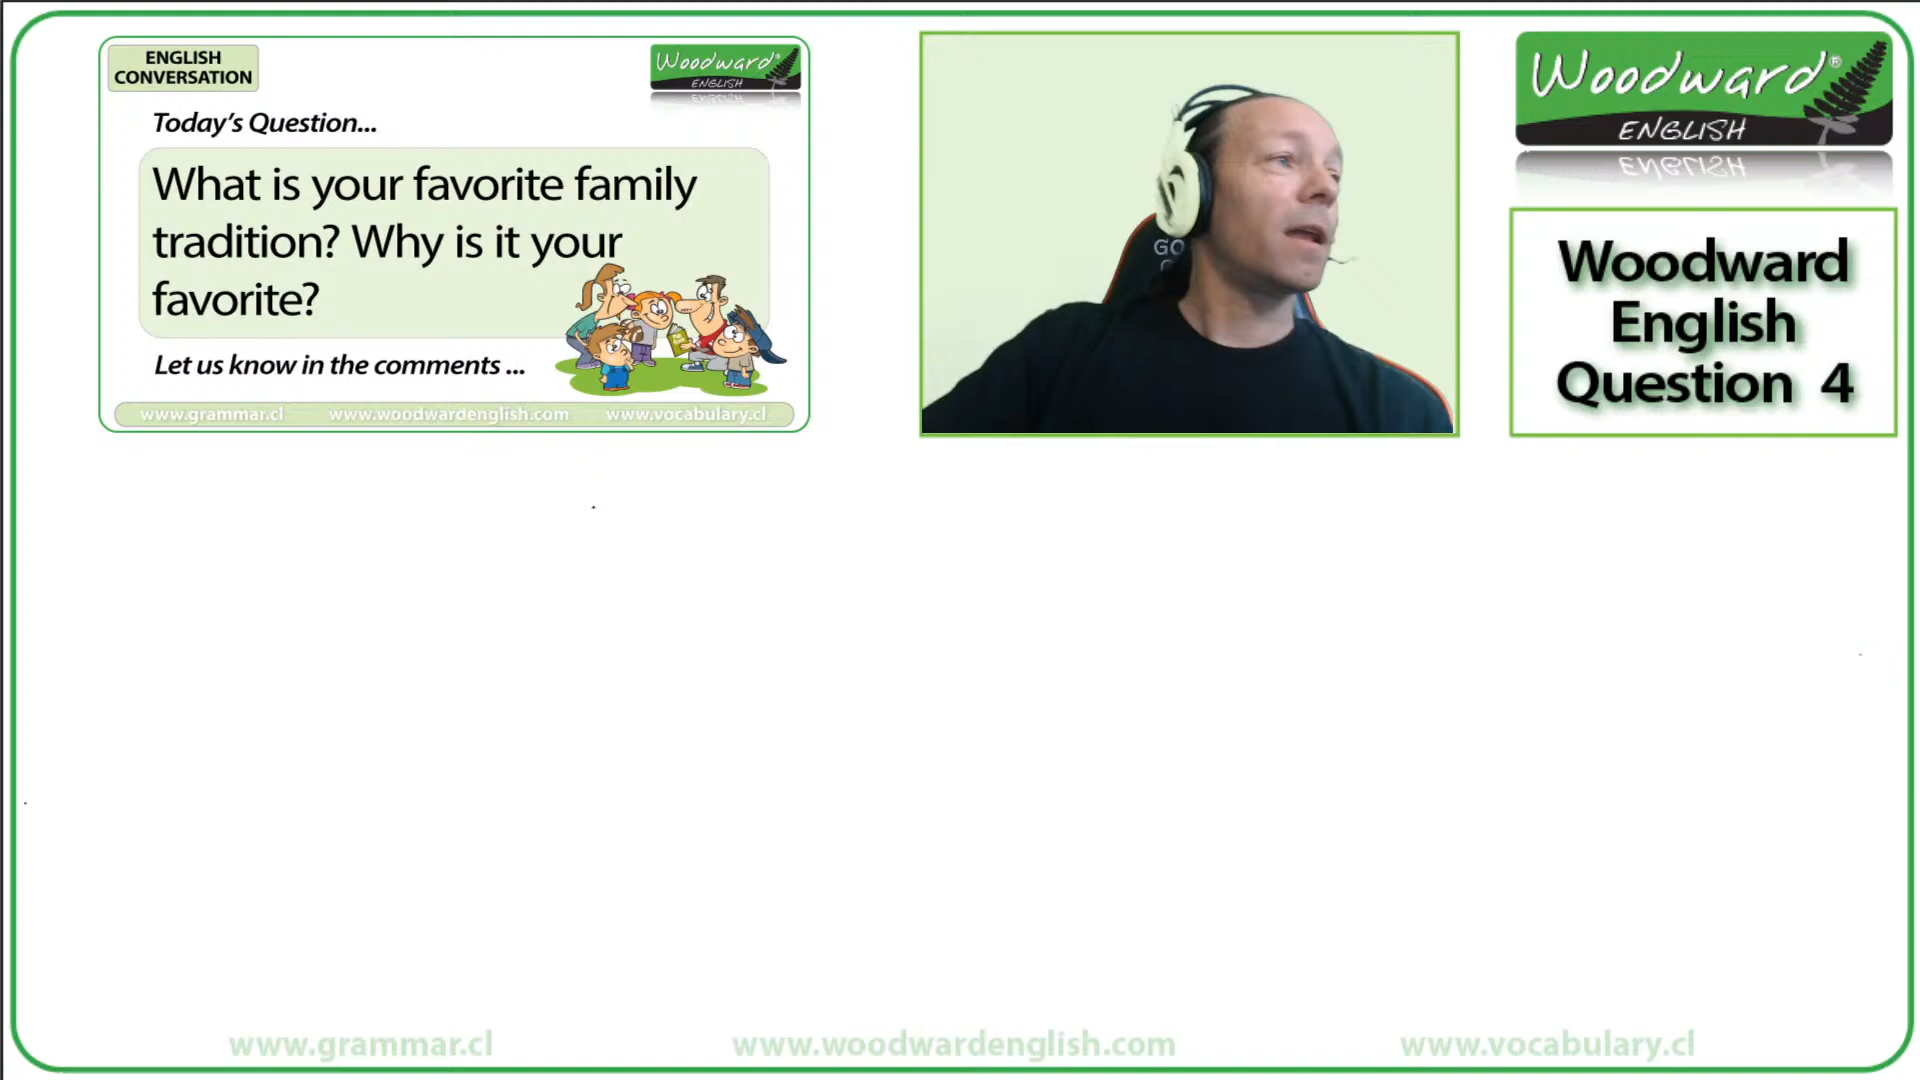 ENGLISH
CONVERSATION
Woodward®
ENGLISH
Today's Question...
What is your favorite family
tradition? Why is it your
favorite?
Let us know in the comments ...
www.grammar.cl www.woodwardenglish.com www.vocabulary.cl
GO
Woodward®
ENGLISH
Woodward
English
Question 4
www.grammar.cl www.woodwardenglish.com www.vocabulary.cl